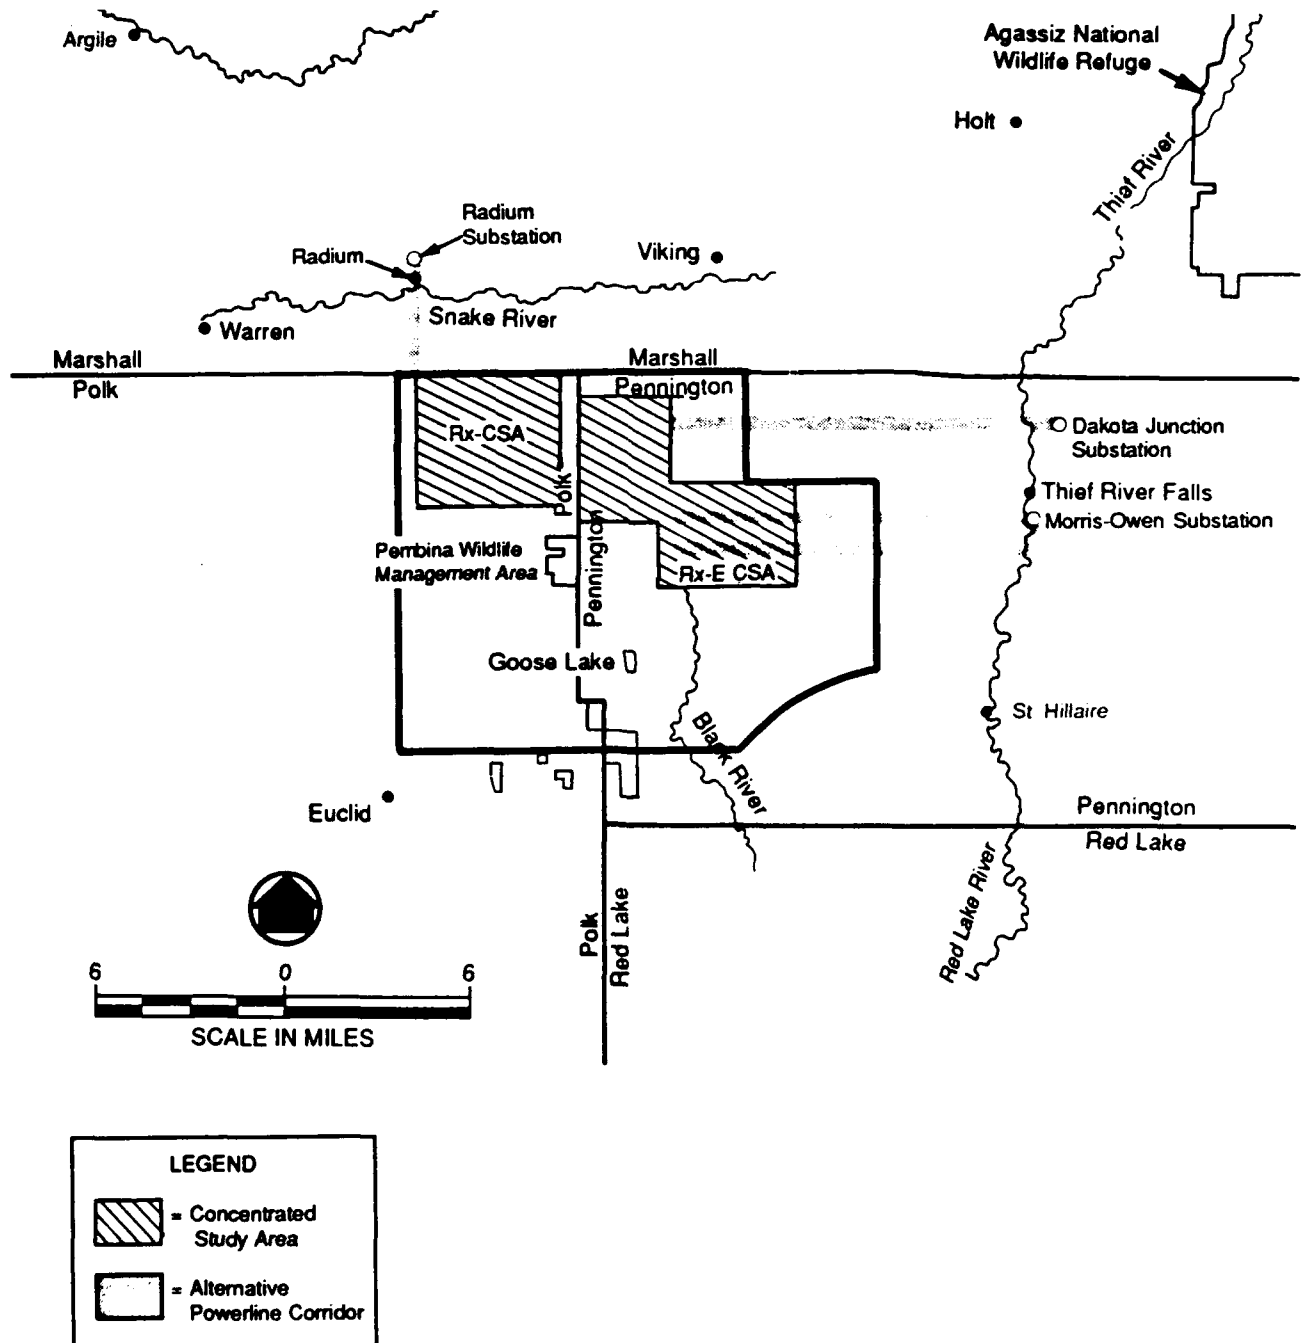 Argile
Agassiz National
Wildlife Refuge
Holt
Thief River
Radium
Substation
Radium
Viking
Snake River
Warren
Marshall
Polk
Marshall
Pennington
Rx-CSA
Polk
Dakota Junction
Substation
Thief River Falls
Morris-Owen Substation
Pembina Wildlife
Management Area
Pennington
Rx-E CSA
Goose Lake
Black River
St Hillaire
Euclid
Pennington
Red Lake
Polk
Red Lake
Red Lake River
6 0 6
SCALE IN MILES
LEGEND
= Concentrated
Study Area
= Alternative
Powerline Corridor